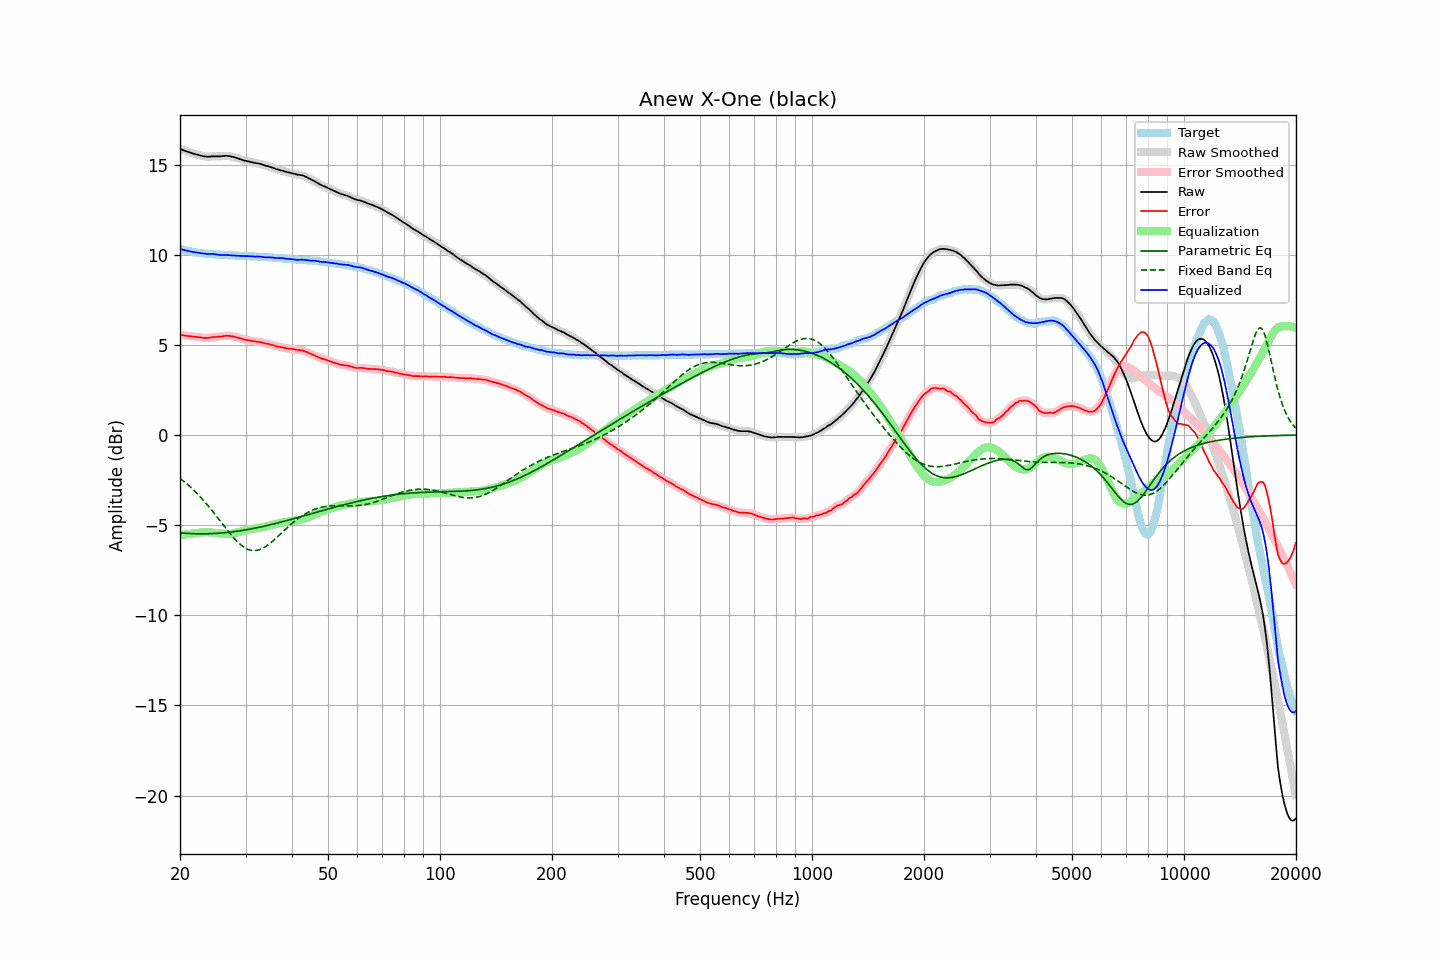 Anew X-One (black)
Target
Raw Smoothed
Error Smoothed
Raw
Error
Equalization
Parametric Eq
Fixed Band Eq
Equalized
15
10
5
0
−5
−10
−15
−20
Amplitude (dBr)
20 50 100 200 500 1000 2000 5000 10000 20000
Frequency (Hz)